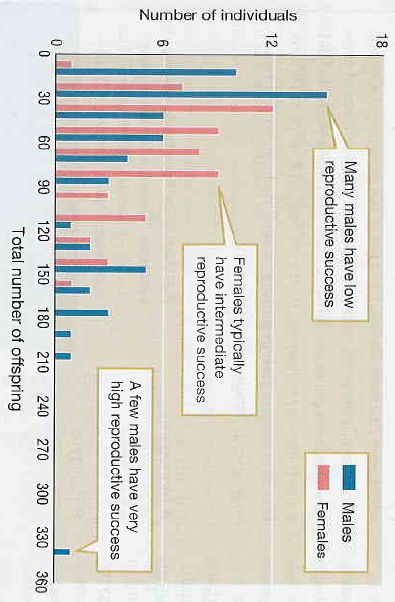 Number of individuals
18
12
6
0
0
30
60
90
120
150
180
210
240
270
300
330
360
Total number of offspring
Many males have low
reproductive success
Females typically
have intermediate
reproductive success
A few males have very
high reproductive success
Males
Females